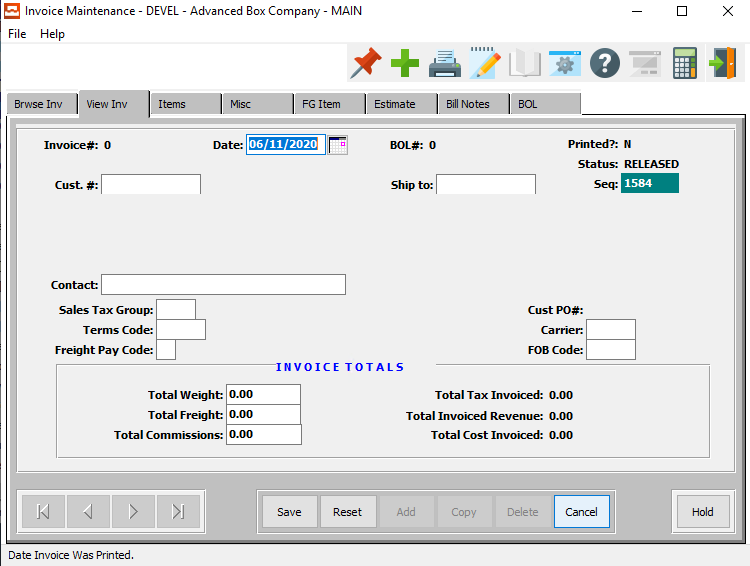 Invoice Maintenance - DEVEL - Advanced Box Company - MAIN
File Help
Brwse Inv View Inv Items Misc FG Item Estimate Bill Notes BOL
Invoice#: 0 Date: 06/11/2020 BOL#: 0 Printed?: N
Status: RELEASED
Cust. #: Ship to: Seq: 1584
Contact:
Sales Tax Group: Cust PO#:
Terms Code: Carrier:
Freight Pay Code: FOB Code:
INVOICE TOTALS
Total Weight: 0.00 Total Tax Invoiced: 0.00
Total Freight: 0.00 Total Invoiced Revenue: 0.00
Total Commissions: 0.00 Total Cost Invoiced: 0.00
Save Reset Add Copy Delete Cancel Hold
Date Invoice Was Printed.